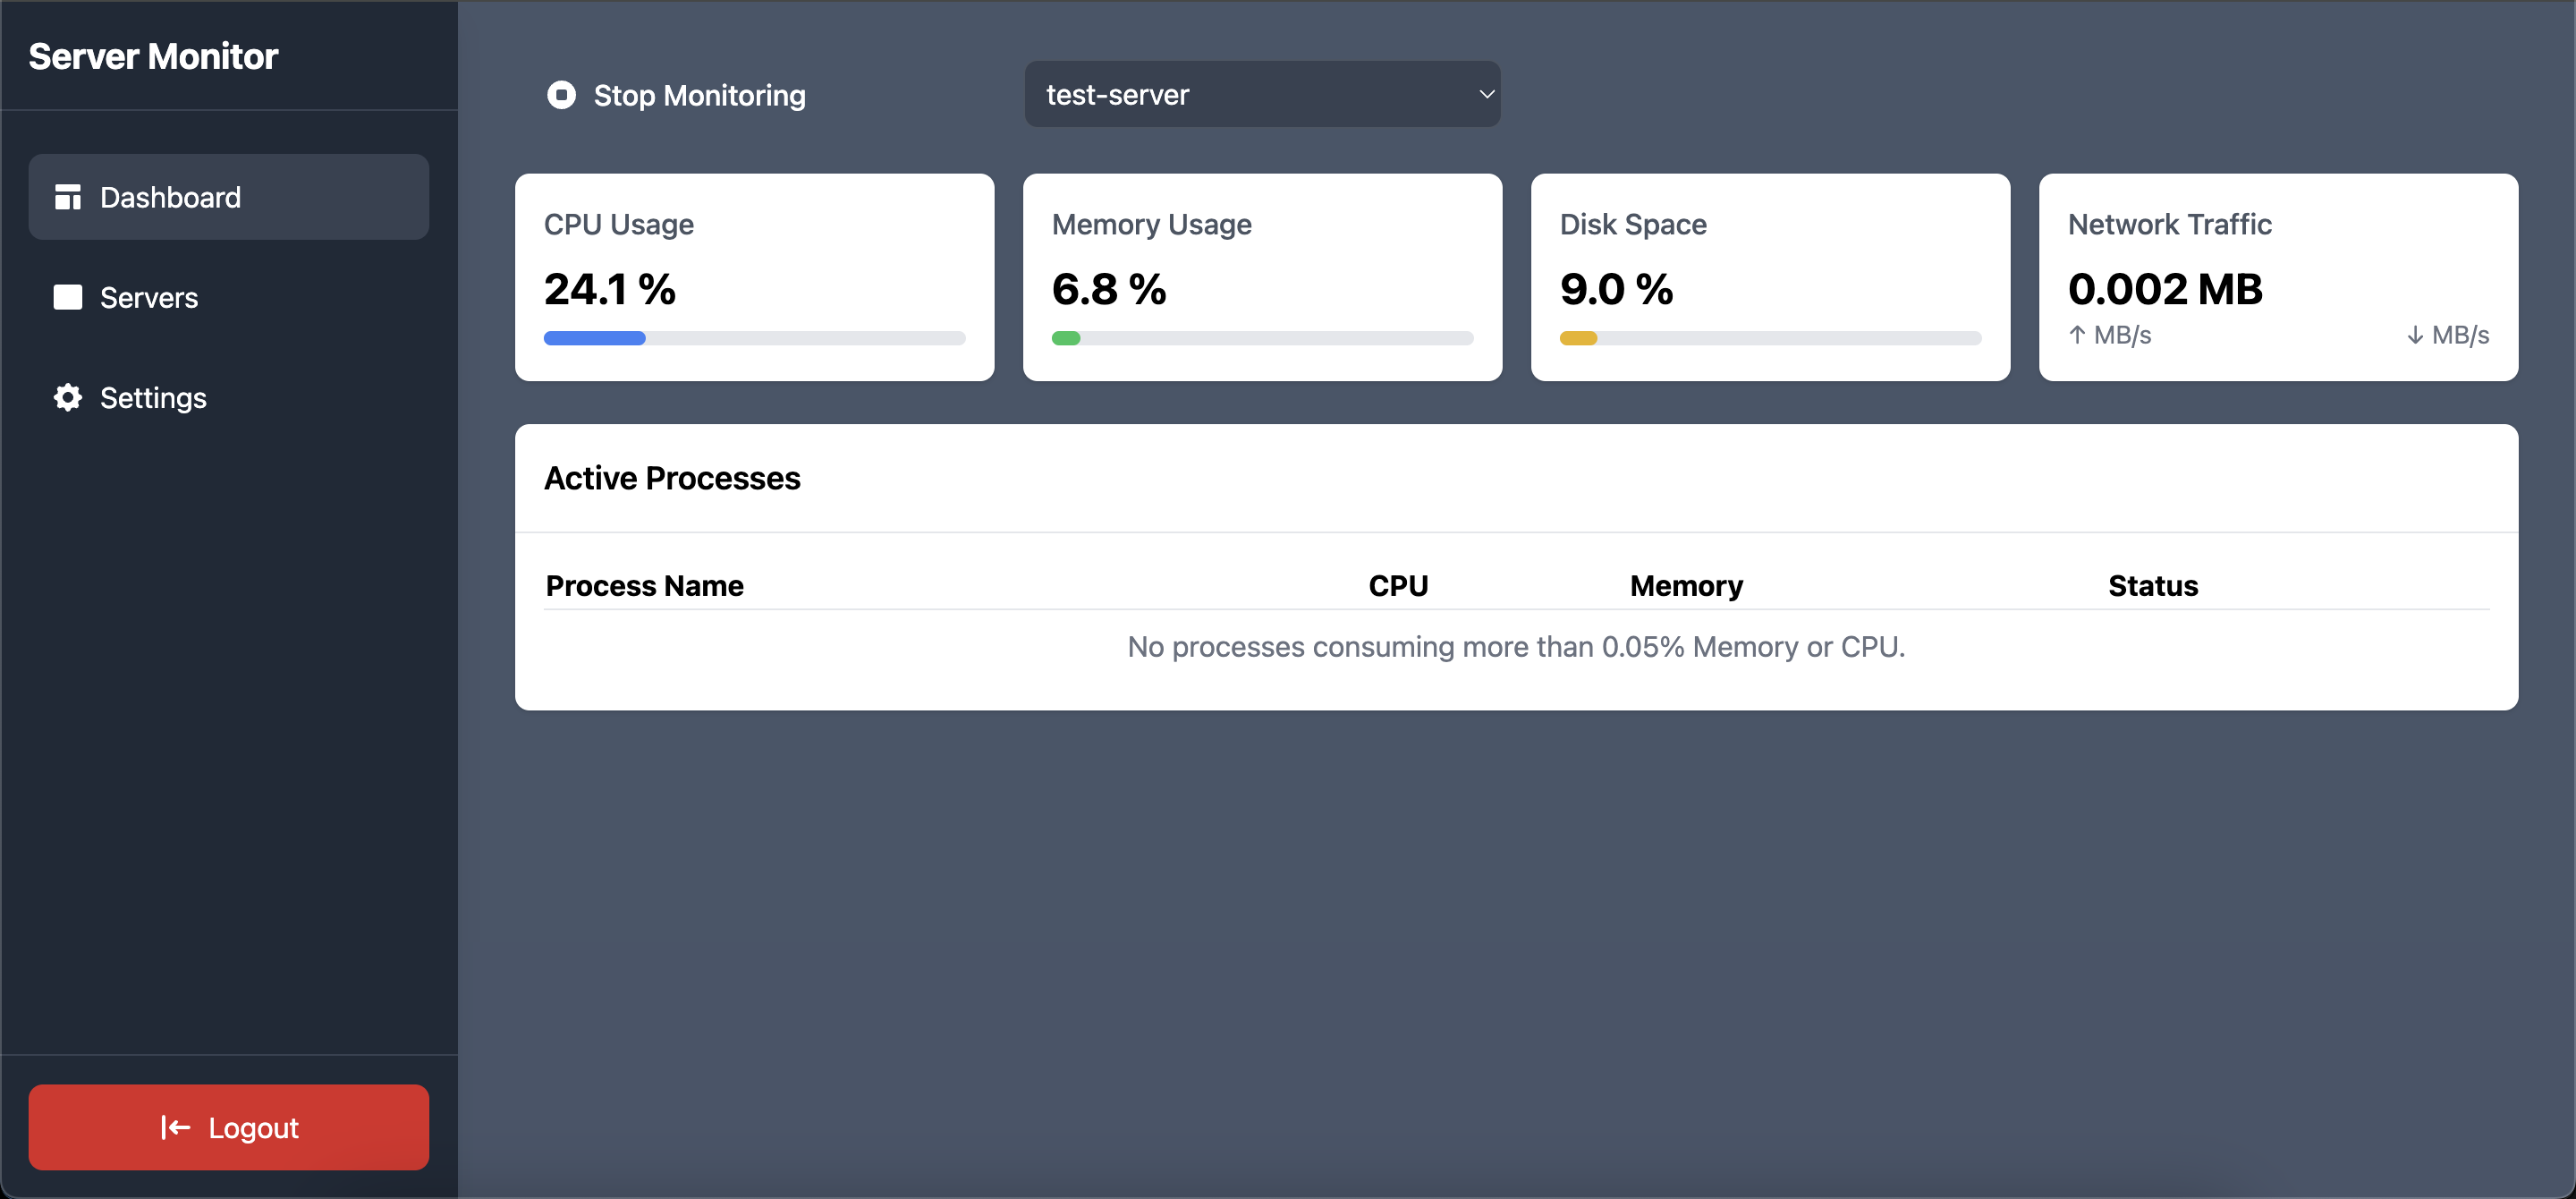 Server Monitor
Dashboard
Servers
Settings
Logout
Stop Monitoring
test-server
CPU Usage
24.1 %
Memory Usage
6.8 %
Disk Space
9.0 %
Network Traffic
0.002 MB
↑ MB/s ↓ MB/s
Active Processes
Process Name CPU Memory Status
No processes consuming more than 0.05% Memory or CPU.